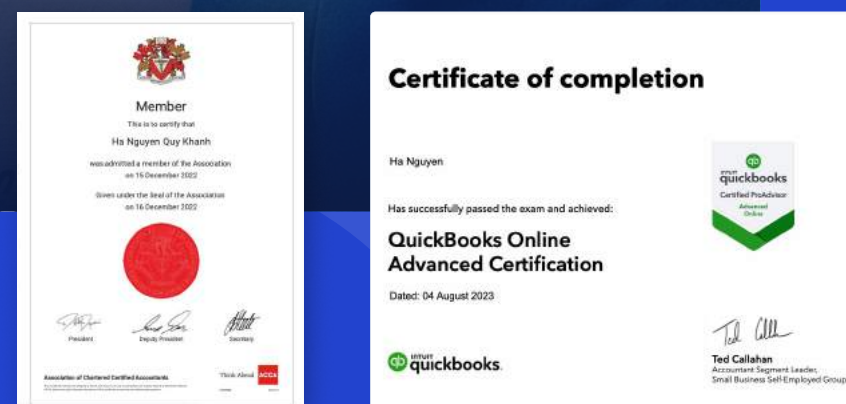 Member
This is to certify that
Ha Nguyen Quy Khanh
was admitted a member of the Association
on 15 December 2022
Given under the Seal of the Association
on 16 December 2022
President
Deputy President
Secretary
Association of Chartered Certified Accountants
Think Ahead
ACCA
Certificate of completion
Ha Nguyen
Has successfully passed the exam and achieved:
QuickBooks Online
Advanced Certification
Dated: 04 August 2023
qb
INTUIT
quickbooks
Certified ProAdvisor
Advanced
Online
qb INTUIT
quickbooks.
Ted Callahan
Accountant Segment Leader,
Small Business Self-Employed Group